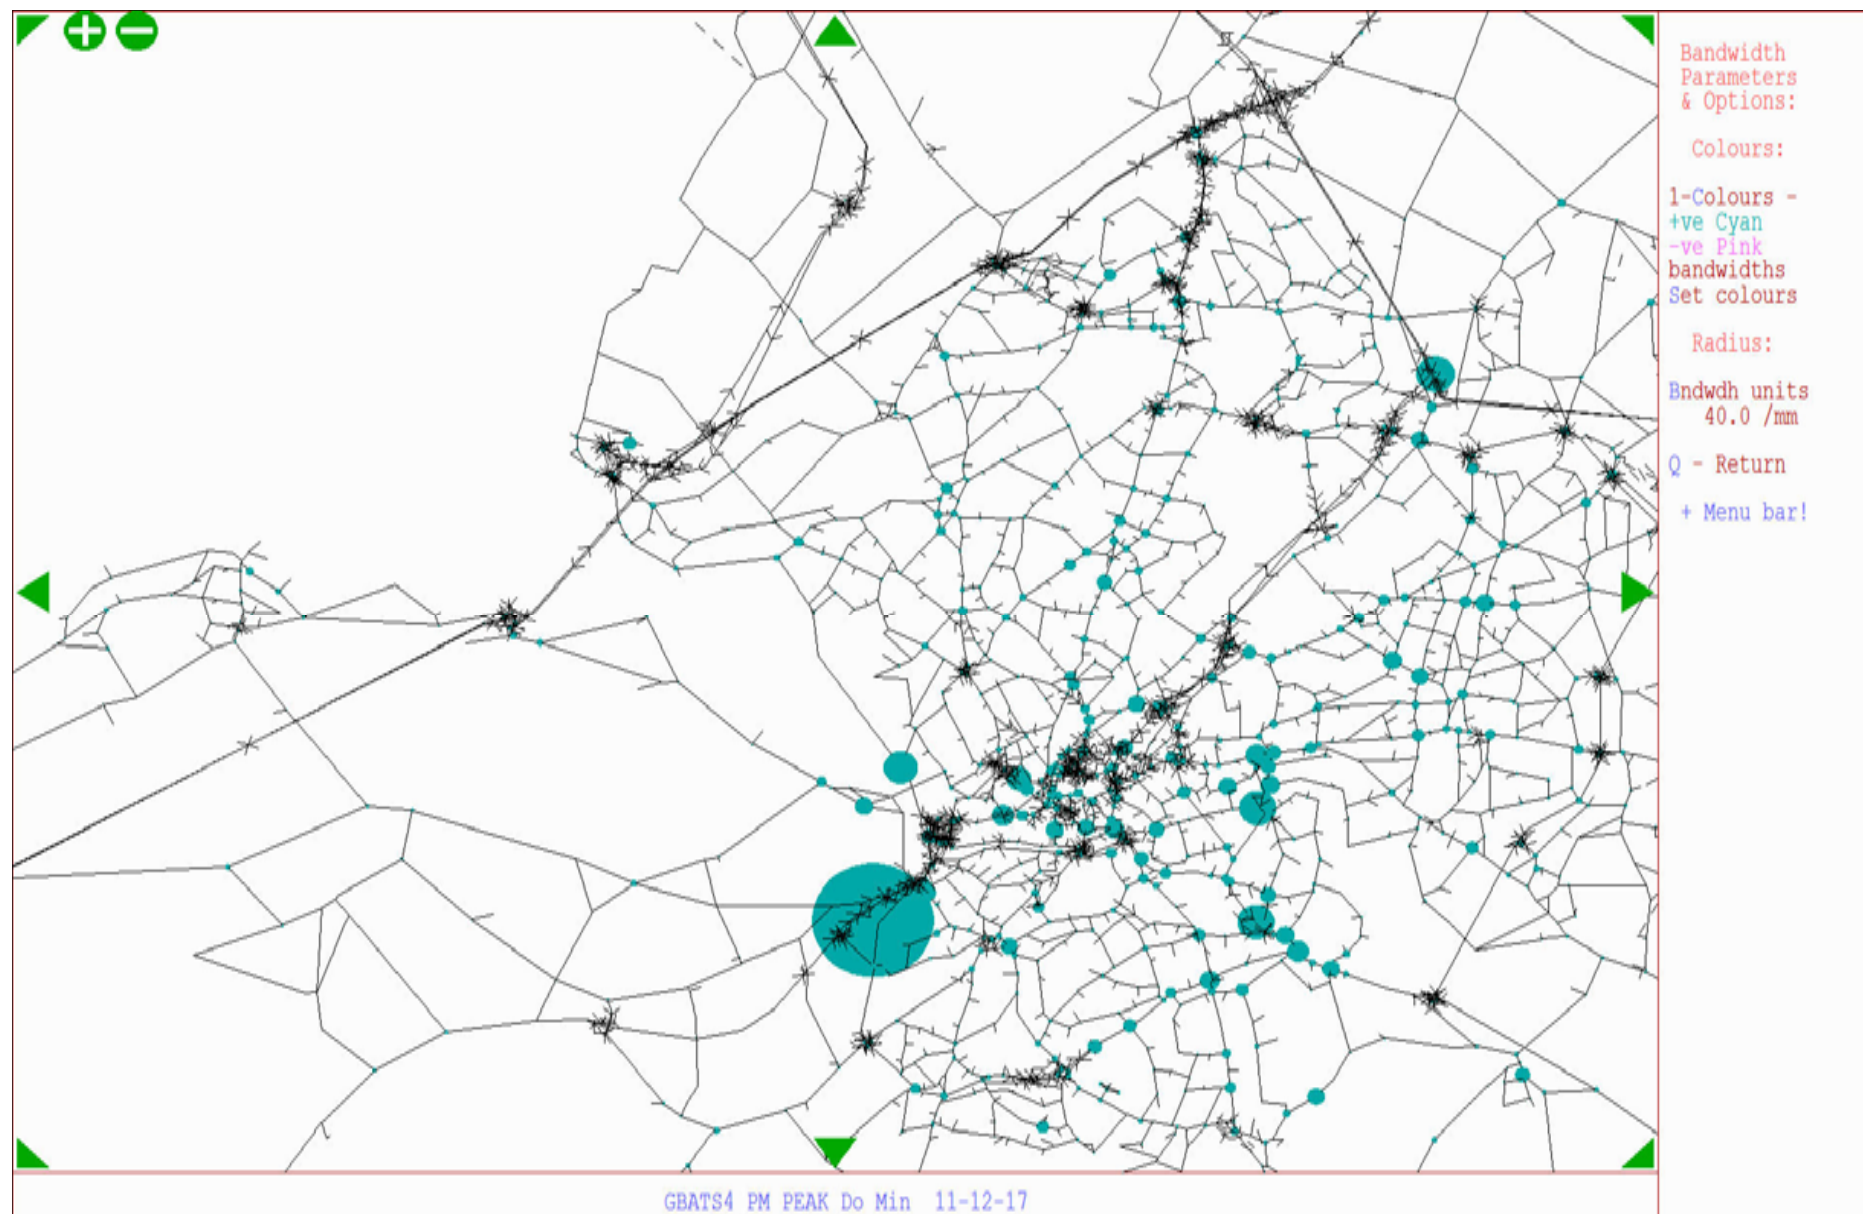 Bandwidth
Parameters
& Options:
Colours:
1-Colours -
+ve Cyan
-ve Pink
bandwidths
Set colours
Radius:
Bndwdh units
40.0 /mm
Q - Return
+ Menu bar!
GBATS4 PM PEAK Do Min 11-12-17